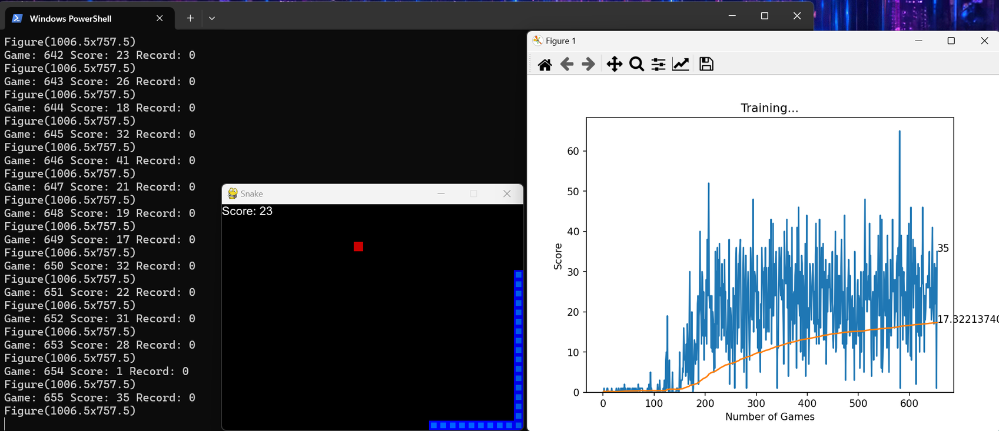 Windows PowerShell
Figure(1006.5x757.5)
Game: 642 Score: 23 Record: 0
Figure(1006.5x757.5)
Game: 643 Score: 26 Record: 0
Figure(1006.5x757.5)
Game: 644 Score: 18 Record: 0
Figure(1006.5x757.5)
Game: 645 Score: 32 Record: 0
Figure(1006.5x757.5)
Game: 646 Score: 41 Record: 0
Figure(1006.5x757.5)
Game: 647 Score: 21 Record: 0
Figure(1006.5x757.5)
Game: 648 Score: 19 Record: 0
Figure(1006.5x757.5)
Game: 649 Score: 17 Record: 0
Figure(1006.5x757.5)
Game: 650 Score: 32 Record: 0
Figure(1006.5x757.5)
Game: 651 Score: 22 Record: 0
Figure(1006.5x757.5)
Game: 652 Score: 31 Record: 0
Figure(1006.5x757.5)
Game: 653 Score: 28 Record: 0
Figure(1006.5x757.5)
Game: 654 Score: 1 Record: 0
Figure(1006.5x757.5)
Game: 655 Score: 35 Record: 0
Figure(1006.5x757.5)
Snake
Score: 23
Figure 1
Training...
Score
60
50
40
30
20
10
0
35
17.32213740
0 100 200 300 400 500 600
Number of Games